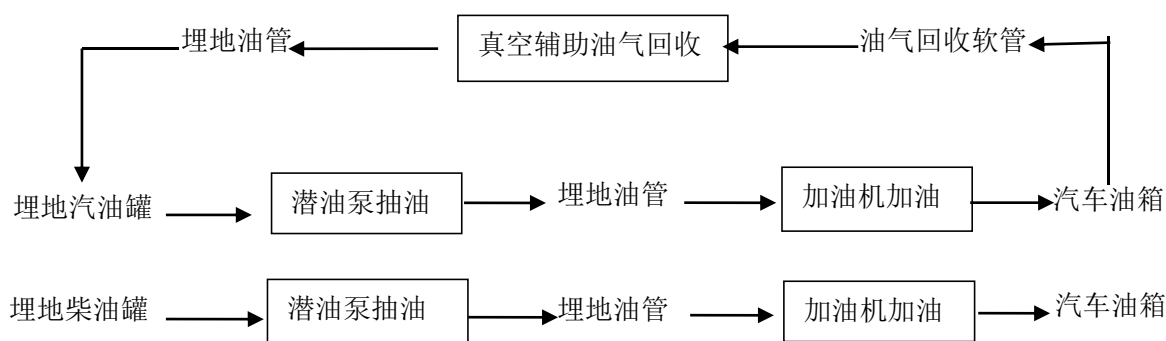 埋地油管 真空辅助油气回收 油气回收软管
埋地汽油罐 潜油泵抽油 埋地油管 加油机加油 汽车油箱
埋地柴油罐 潜油泵抽油 埋地油管 加油机加油 汽车油箱